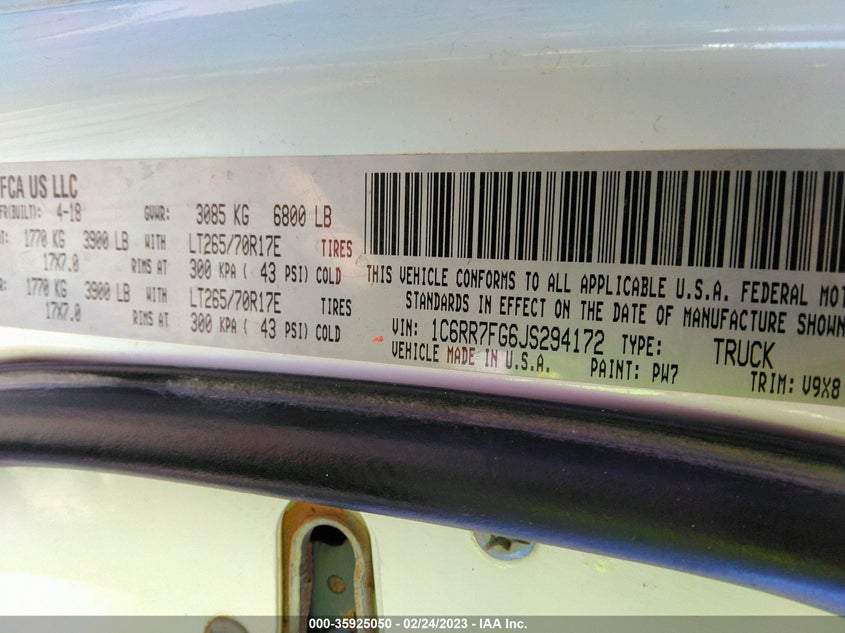 FCA US LLC
FR(BUILT): 4-18 GVWR: 3085 KG 6800 LB
1770 KG 3900 LB WITH LT265/70R17E TIRES
17X7.0 RIMS AT 300 KPA ( 43 PSI) COLD
1770 KG 3900 LB WITH LT265/70R17E TIRES
17X7.0 RIMS AT 300 KPA ( 43 PSI) COLD
THIS VEHICLE CONFORMS TO ALL APPLICABLE U.S.A. FEDERAL MOT
STANDARDS IN EFFECT ON THE DATE OF MANUFACTURE SHOWN
VIN: 1C6RR7FG6JS294172 TYPE: TRUCK
VEHICLE MADE IN U.S.A. PAINT: PW7 TRIM: V9X8
000-35925050 - 02/24/2023 - IAA Inc.